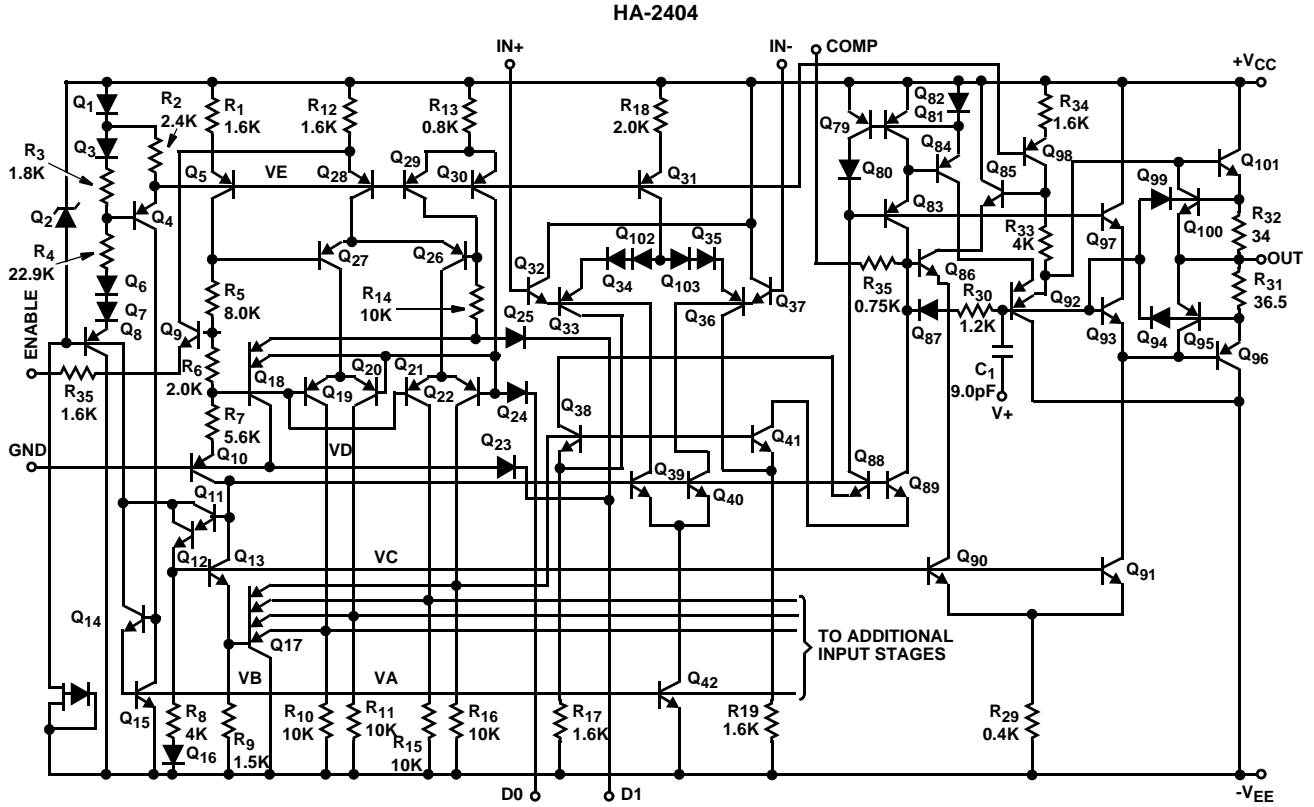 HA-2404
IN+
IN-
COMP
+VCC
Q1
R2
2.4K
R1
1.6K
R12
1.6K
R13
0.8K
R18
2.0K
Q82
Q81
R34
1.6K
Q3
R3
1.8K
Q79
Q29
Q84
Q98
Q101
Q5
VE
Q28
Q30
Q31
Q80
Q85
Q99
Q2
Q4
Q83
R33
4K
Q97
Q100
R32
34
R4
22.9K
Q27
Q26
Q32
Q102
Q35
Q34
Q103
Q37
Q86
OUT
R35
0.75K
R31
36.5
Q6
Q7
R5
8.0K
R14
10K
Q33
Q36
Q87
R30
1.2K
Q92
Q93
Q94
Q95
ENABLE
Q8
Q9
Q25
Q96
C1
9.0pF
V+
R35
1.6K
R6
2.0K
Q18
Q19
Q20
Q21
Q22
Q24
Q38
Q41
R7
5.6K
VD
Q23
GND
Q10
Q39
Q40
Q88
Q89
Q11
Q12
Q13
VC
Q90
Q91
Q14
Q17
TO ADDITIONAL
INPUT STAGES
VB
VA
Q42
Q15
R8
4K
Q16
R9
1.5K
R10
10K
R11
10K
R15
10K
R16
10K
R17
1.6K
R19
1.6K
R29
0.4K
D0
D1
-VEE